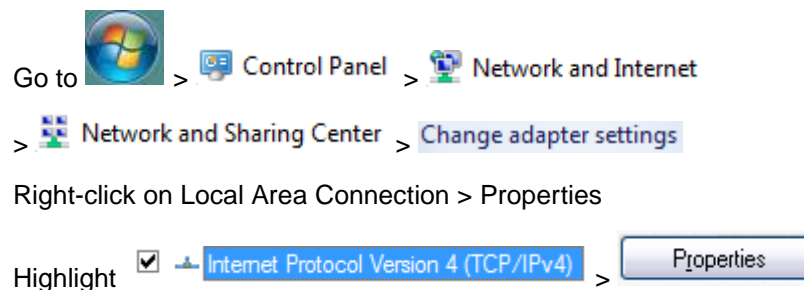 Go to > Control Panel > Network and Internet
> Network and Sharing Center > Change adapter settings
Right-click on Local Area Connection > Properties
Highlight Internet Protocol Version 4 (TCP/IPv4) > Properties